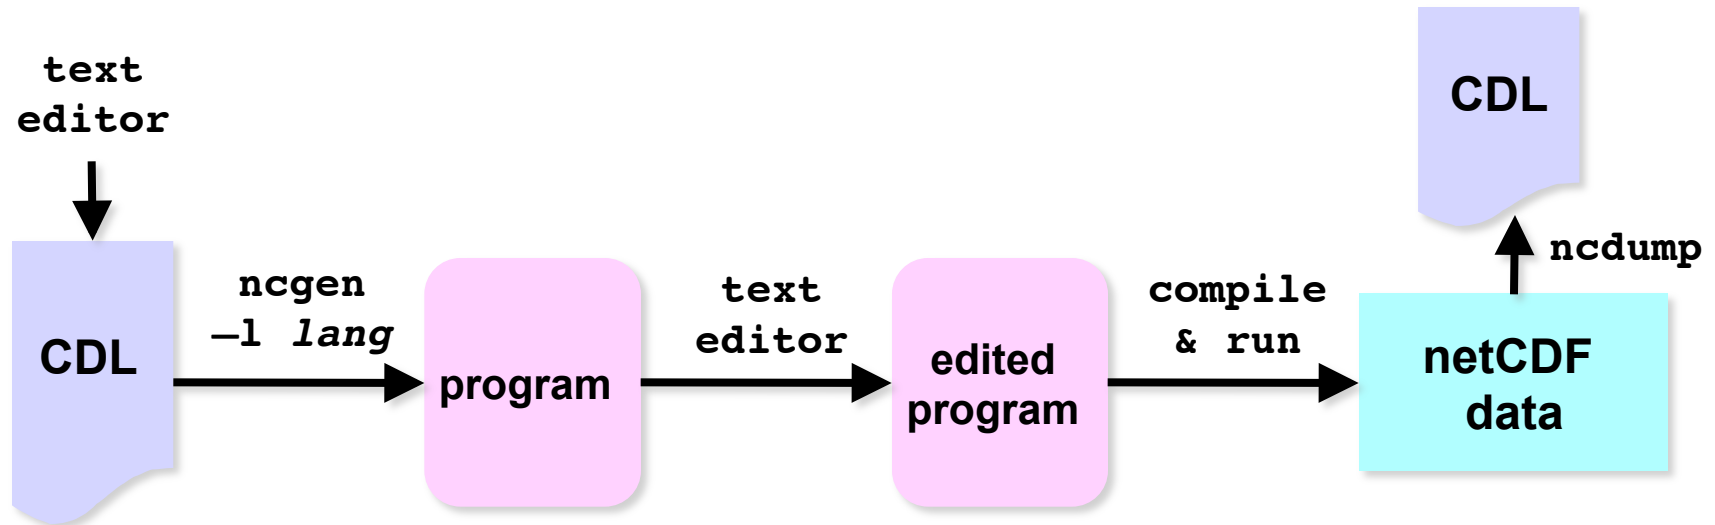 text
editor
CDL
ncgen
–l lang
program
text
editor
edited
program
compile
& run
netCDF
data
ncdump
CDL